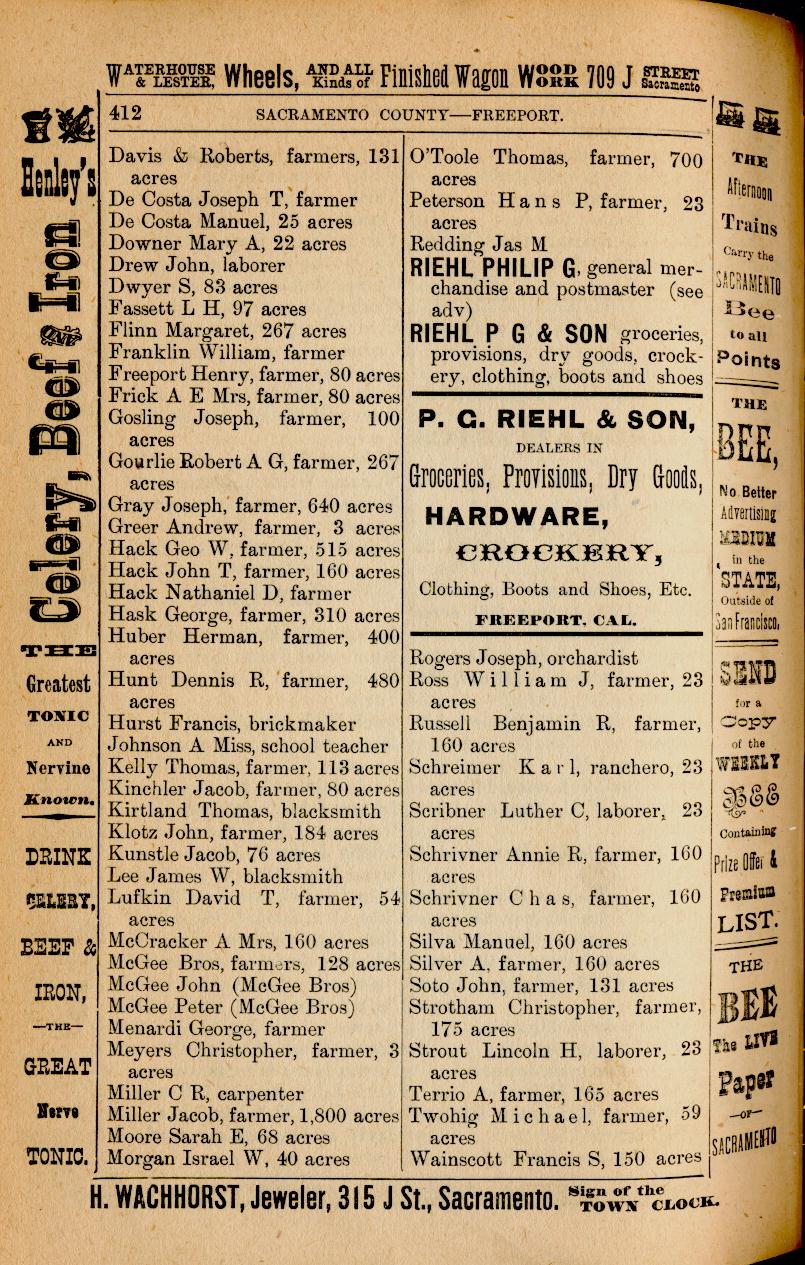 WATERHOUSE & LESTER, Wheels, AND ALL Kinds of Finished Wagon WOOD WORK 709 J STREET Sacramento
412 SACRAMENTO COUNTY—FREEPORT.
Henley's
Celery, Beef & Iron
THE
Greatest
TONIC
AND
Nervine
Known.
DRINK
CELERY,
BEEF &
IRON,
—THE—
GREAT
Nerve
TONIC.
Davis & Roberts, farmers, 131
acres
De Costa Joseph T, farmer
De Costa Manuel, 25 acres
Downer Mary A, 22 acres
Drew John, laborer
Dwyer S, 83 acres
Fassett L H, 97 acres
Flinn Margaret, 267 acres
Franklin William, farmer
Freeport Henry, farmer, 80 acres
Frick A E Mrs, farmer, 80 acres
Gosling Joseph, farmer, 100
acres
Gourlie Robert A G, farmer, 267
acres
Gray Joseph, farmer, 640 acres
Greer Andrew, farmer, 3 acres
Hack Geo W, farmer, 515 acres
Hack John T, farmer, 160 acres
Hack Nathaniel D, farmer
Hask George, farmer, 310 acres
Huber Herman, farmer, 400
acres
Hunt Dennis R, farmer, 480
acres
Hurst Francis, brickmaker
Johnson A Miss, school teacher
Kelly Thomas, farmer, 113 acres
Kinchler Jacob, farmer, 80 acres
Kirtland Thomas, blacksmith
Klotz John, farmer, 184 acres
Kunstle Jacob, 76 acres
Lee James W, blacksmith
Lufkin David T, farmer, 54
acres
McCracker A Mrs, 160 acres
McGee Bros, farmers, 128 acres
McGee John (McGee Bros)
McGee Peter (McGee Bros)
Menardi George, farmer
Meyers Christopher, farmer, 3
acres
Miller C R, carpenter
Miller Jacob, farmer, 1,800 acres
Moore Sarah E, 68 acres
Morgan Israel W, 40 acres
O'Toole Thomas, farmer, 700
acres
Peterson Hans P, farmer, 23
acres
Redding Jas M
RIEHL PHILIP G, general mer-
chandise and postmaster (see
adv)
RIEHL P G & SON groceries,
provisions, dry goods, crock-
ery, clothing, boots and shoes
P. G. RIEHL & SON,
DEALERS IN
Groceries, Provisions, Dry Goods,
HARDWARE,
CROCKERY,
Clothing, Boots and Shoes, Etc.
FREEPORT, CAL.
Rogers Joseph, orchardist
Ross William J, farmer, 23
acres
Russell Benjamin R, farmer,
160 acres
Schreimer Karl, ranchero, 23
acres
Scribner Luther C, laborer, 23
acres
Schrivner Annie R, farmer, 160
acres
Schrivner Chas, farmer, 160
acres
Silva Manuel, 160 acres
Silver A, farmer, 160 acres
Soto John, farmer, 131 acres
Strotham Christopher, farmer,
175 acres
Strout Lincoln H, laborer, 23
acres
Terrio A, farmer, 165 acres
Twohig Michael, farmer, 59
acres
Wainscott Francis S, 150 acres
THE
Afternoon
Trains
Carry the
SACRAMENTO
Bee
to all
Points
THE
BEE,
No Better
Advertising
MEDIUM
in the
STATE,
Outside of
San Francisco,
SEND
for a
Copy
of the
WEEKLY
BEE
Containing
Prize Offer &
Premium
LIST.
THE
BEE
The LIVE
Paper
—OF—
SACRAMENTO
H. WACHHORST, Jeweler, 315 J St., Sacramento. Sign of the TOWN CLOCK.